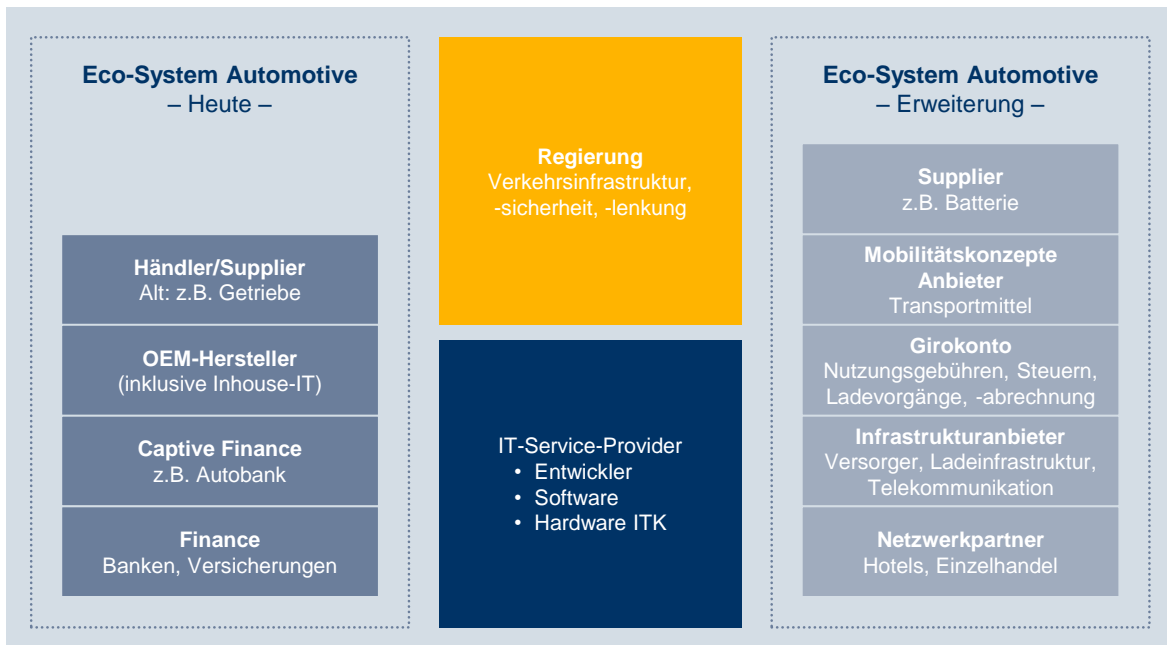 Eco-System Automotive
– Heute –
Händler/Supplier
Alt: z.B. Getriebe
OEM-Hersteller
(inklusive Inhouse-IT)
Captive Finance
z.B. Autobank
Finance
Banken, Versicherungen
Regierung
Verkehrsinfrastruktur,
-sicherheit, -lenkung
IT-Service-Provider
• Entwickler
• Software
• Hardware ITK
Eco-System Automotive
– Erweiterung –
Supplier
z.B. Batterie
Mobilitätskonzepte
Anbieter
Transportmittel
Girokonto
Nutzungsgebühren, Steuern,
Ladevorgänge, -abrechnung
Infrastrukturanbieter
Versorger, Ladeinfrastruktur,
Telekommunikation
Netzwerkpartner
Hotels, Einzelhandel